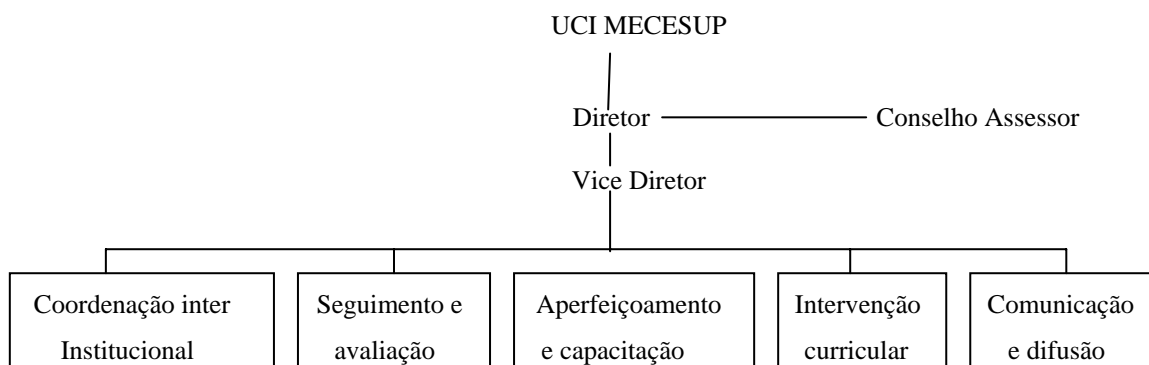 UCI MECESUP
Diretor
Conselho Assessor
Vice Diretor
Coordenação inter
Institucional
Seguimento e
avaliação
Aperfeiçoamento
e capacitação
Intervenção
curricular
Comunicação
e difusão